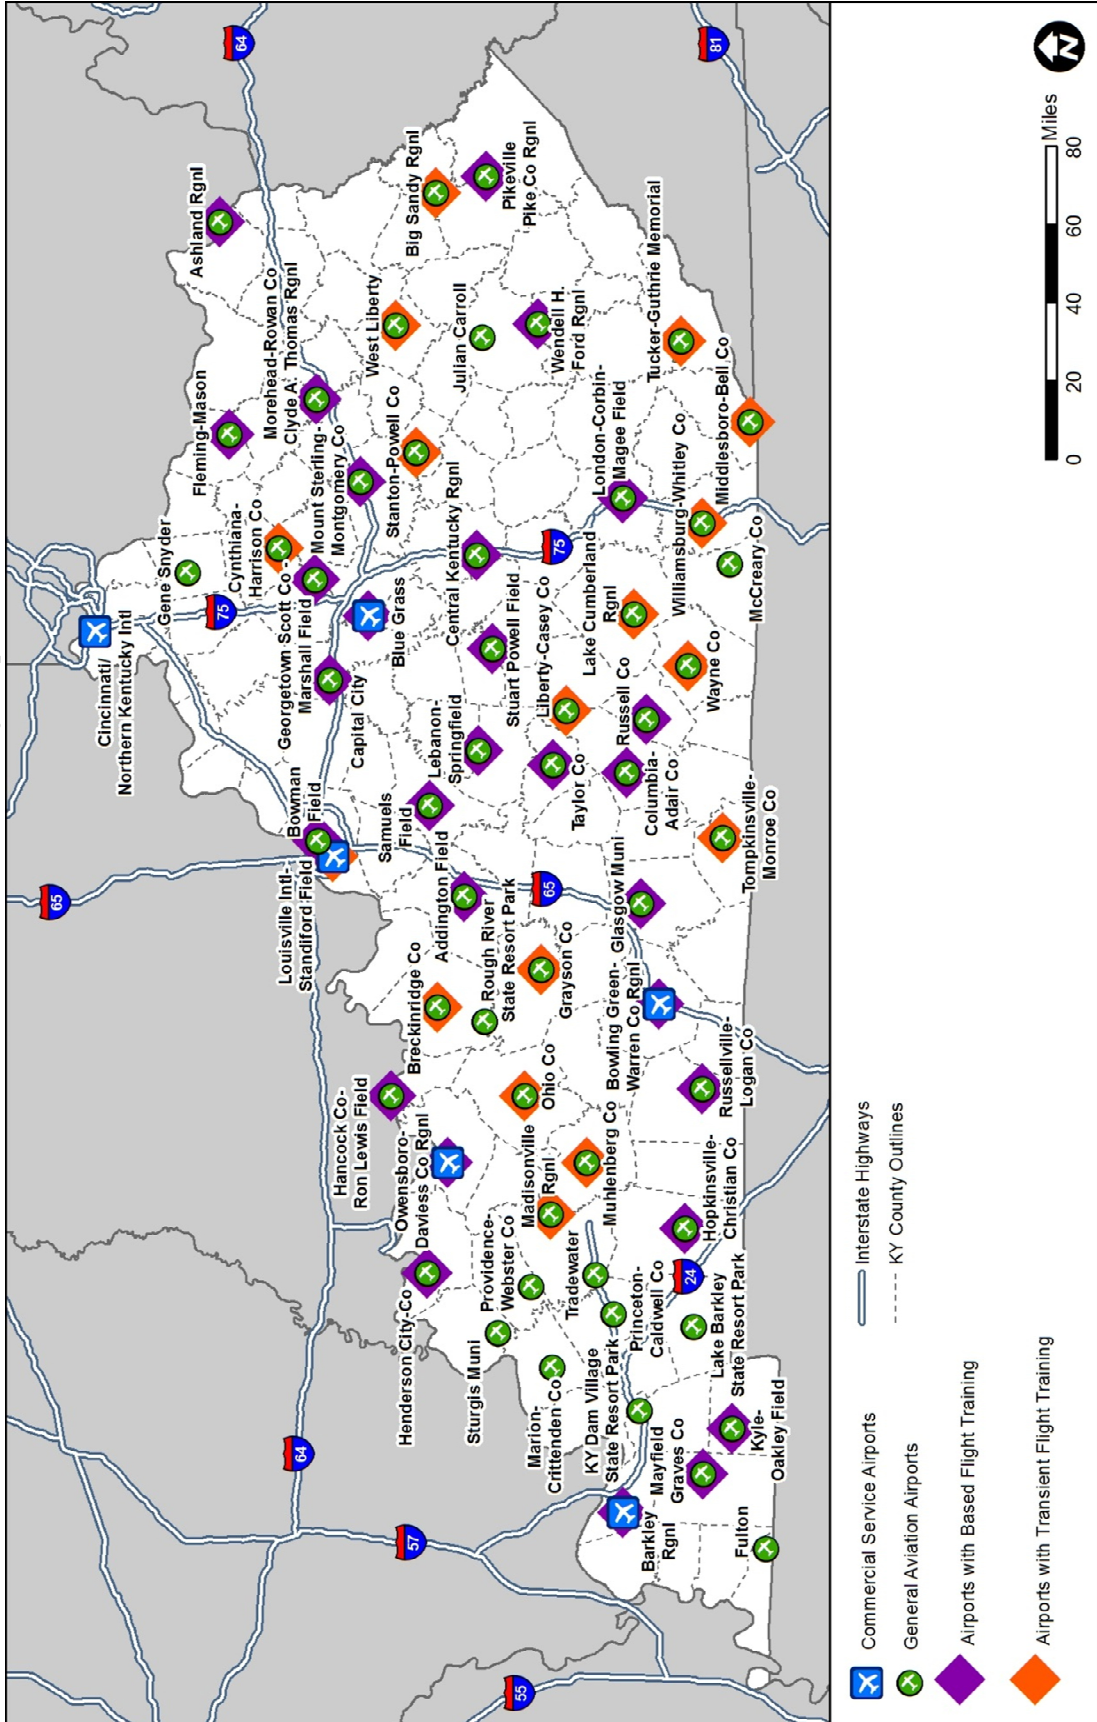 64
81
64
57
55
65
65
75
75
24
Cincinnati/
Northern Kentucky Intl
Gene Snyder
Fleming-Mason
Ashland Rgnl
Cynthiana-
Harrison Co
Georgetown Scott Co -
Marshall Field
Morehead-Rowan Co
Clyde A. Thomas Rgnl
Mount Sterling-
Montgomery Co
West Liberty
Big Sandy Rgnl
Pikeville
Pike Co Rgnl
Louisville Intl-
Standiford Field
Bowman
Field
Capital City
Blue Grass
Stanton-Powell Co
Julian Carroll
Wendell H.
Ford Rgnl
Hancock Co-
Ron Lewis Field
Owensboro-
Daviess Co Rgnl
Henderson City-Co
Breckinridge Co
Samuels
Field
Lebanon-
Springfield
Central Kentucky Rgnl
Stuart Powell Field
Addington Field
Rough River
State Resort Park
Sturgis Muni
Providence-
Webster Co
Madisonville
Rgnl
Ohio Co
Grayson Co
Taylor Co
Liberty-Casey Co
Lake Cumberland
Rgnl
London-Corbin-
Magee Field
Tucker-Guthrie Memorial
Marion-
Crittenden Co
Tradewater
Muhlenberg Co
Bowling Green-
Warren Co Rgnl
Glasgow Muni
Columbia-
Adair Co
Russell Co
Wayne Co
Williamsburg-Whitley Co
McCreary Co
Middlesboro-Bell Co
KY Dam Village
State Resort Park
Princeton-
Caldwell Co
Barkley
Rgnl
Mayfield
Graves Co
Lake Barkley
State Resort Park
Hopkinsville-
Christian Co
Russellville-
Logan Co
Tompkinsville-
Monroe Co
Fulton
Kyle-
Oakley Field
Commercial Service Airports
General Aviation Airports
Airports with Based Flight Training
Airports with Transient Flight Training
Interstate Highways
KY County Outlines
0 20 40 60 80
Miles
N